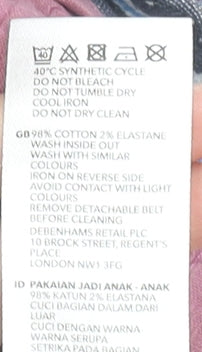 40
40°C SYNTHETIC CYCLE
DO NOT BLEACH
DO NOT TUMBLE DRY
COOL IRON
DO NOT DRY CLEAN
GB 98% COTTON 2% ELASTANE
WASH INSIDE OUT
WASH WITH SIMILAR
COLOURS
IRON ON REVERSE SIDE
AVOID CONTACT WITH LIGHT
COLOURS
REMOVE DETACHABLE BELT
BEFORE CLEANING
DEBENHAMS RETAIL PLC
10 BROCK STREET, REGENT'S
PLACE
LONDON NW1 3FG
ID PAKAIAN JADI ANAK - ANAK
98% KATUN 2% ELASTANA
CUCI BAGIAN DALAM DARI
LUAR
CUCI DENGAN WARNA
WARNA SERUPA
SETRIKA PADA BAGIAN